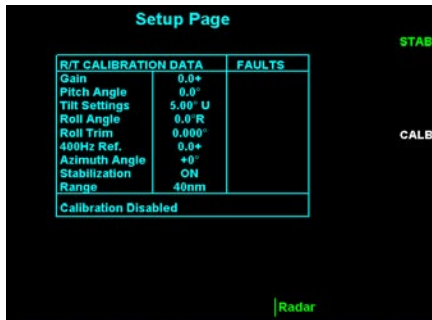 Setup Page
STAB
R/T CALIBRATION DATA FAULTS
Gain 0.0+
Pitch Angle 0.0°
Tilt Settings 5.00° U
Roll Angle 0.0°R
Roll Trim 0.000°
CALB
400Hz Ref. 0.0+
Azimuth Angle +0°
Stabilization ON
Range 40nm
Calibration Disabled
Radar